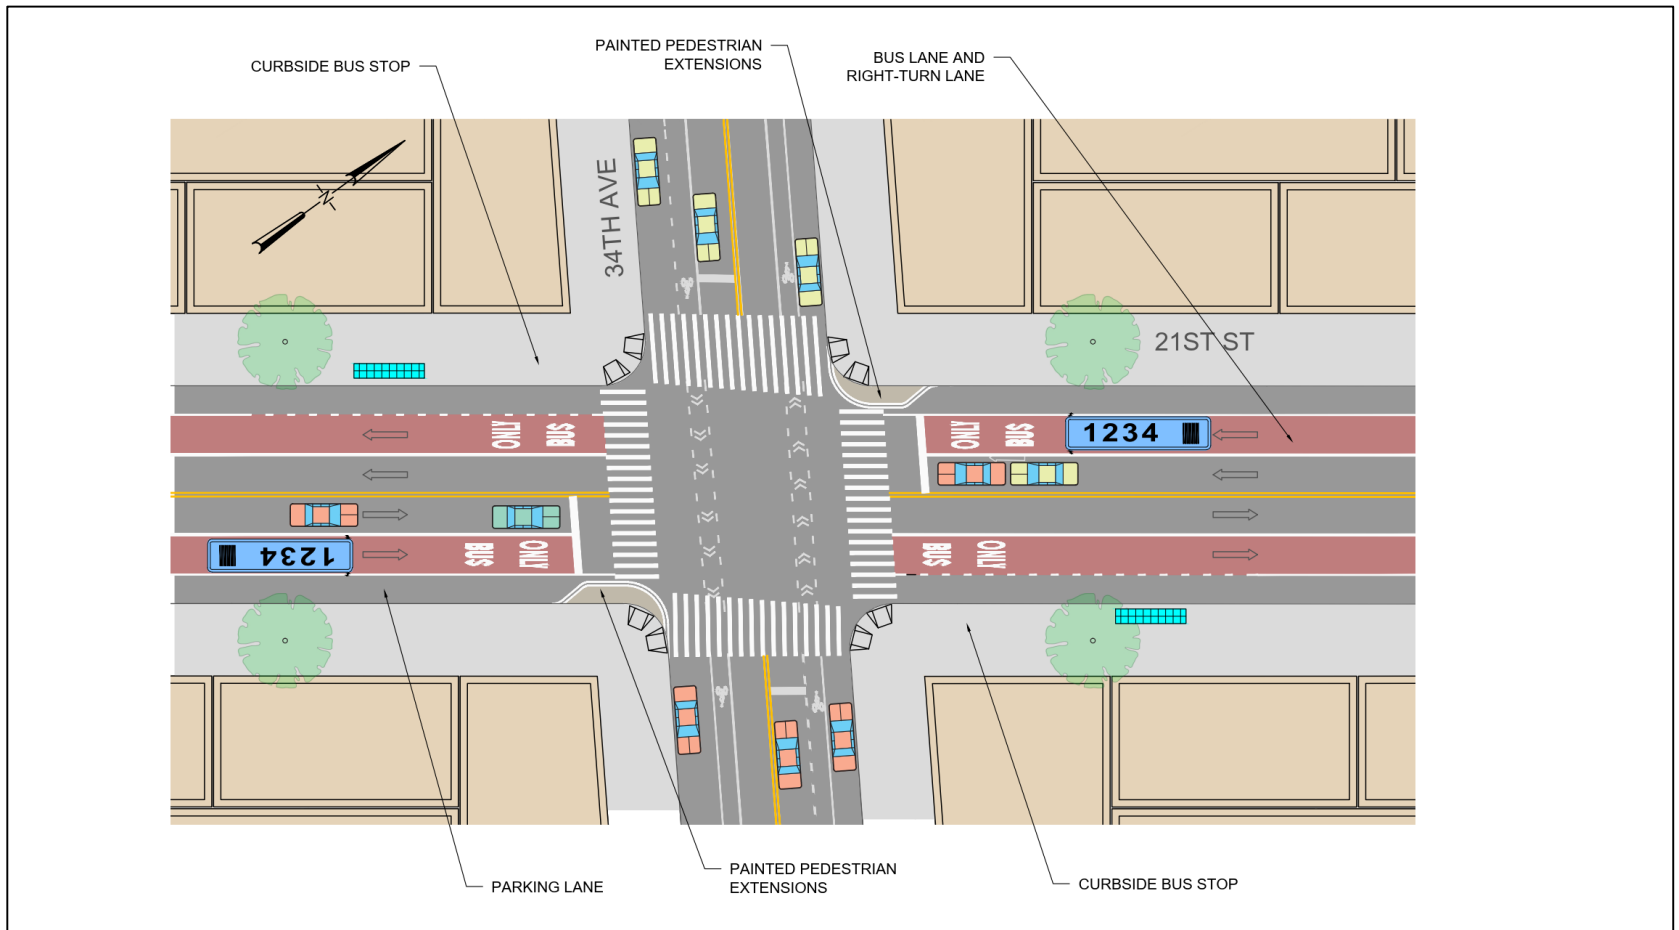 PAINTED PEDESTRIAN
EXTENSIONS
CURBSIDE BUS STOP
BUS LANE AND
RIGHT-TURN LANE
34TH AVE
N
21ST ST
ONLY BUS
ONLY BUS
1234
1234
BUS ONLY
BUS ONLY
PARKING LANE
PAINTED PEDESTRIAN
EXTENSIONS
CURBSIDE BUS STOP